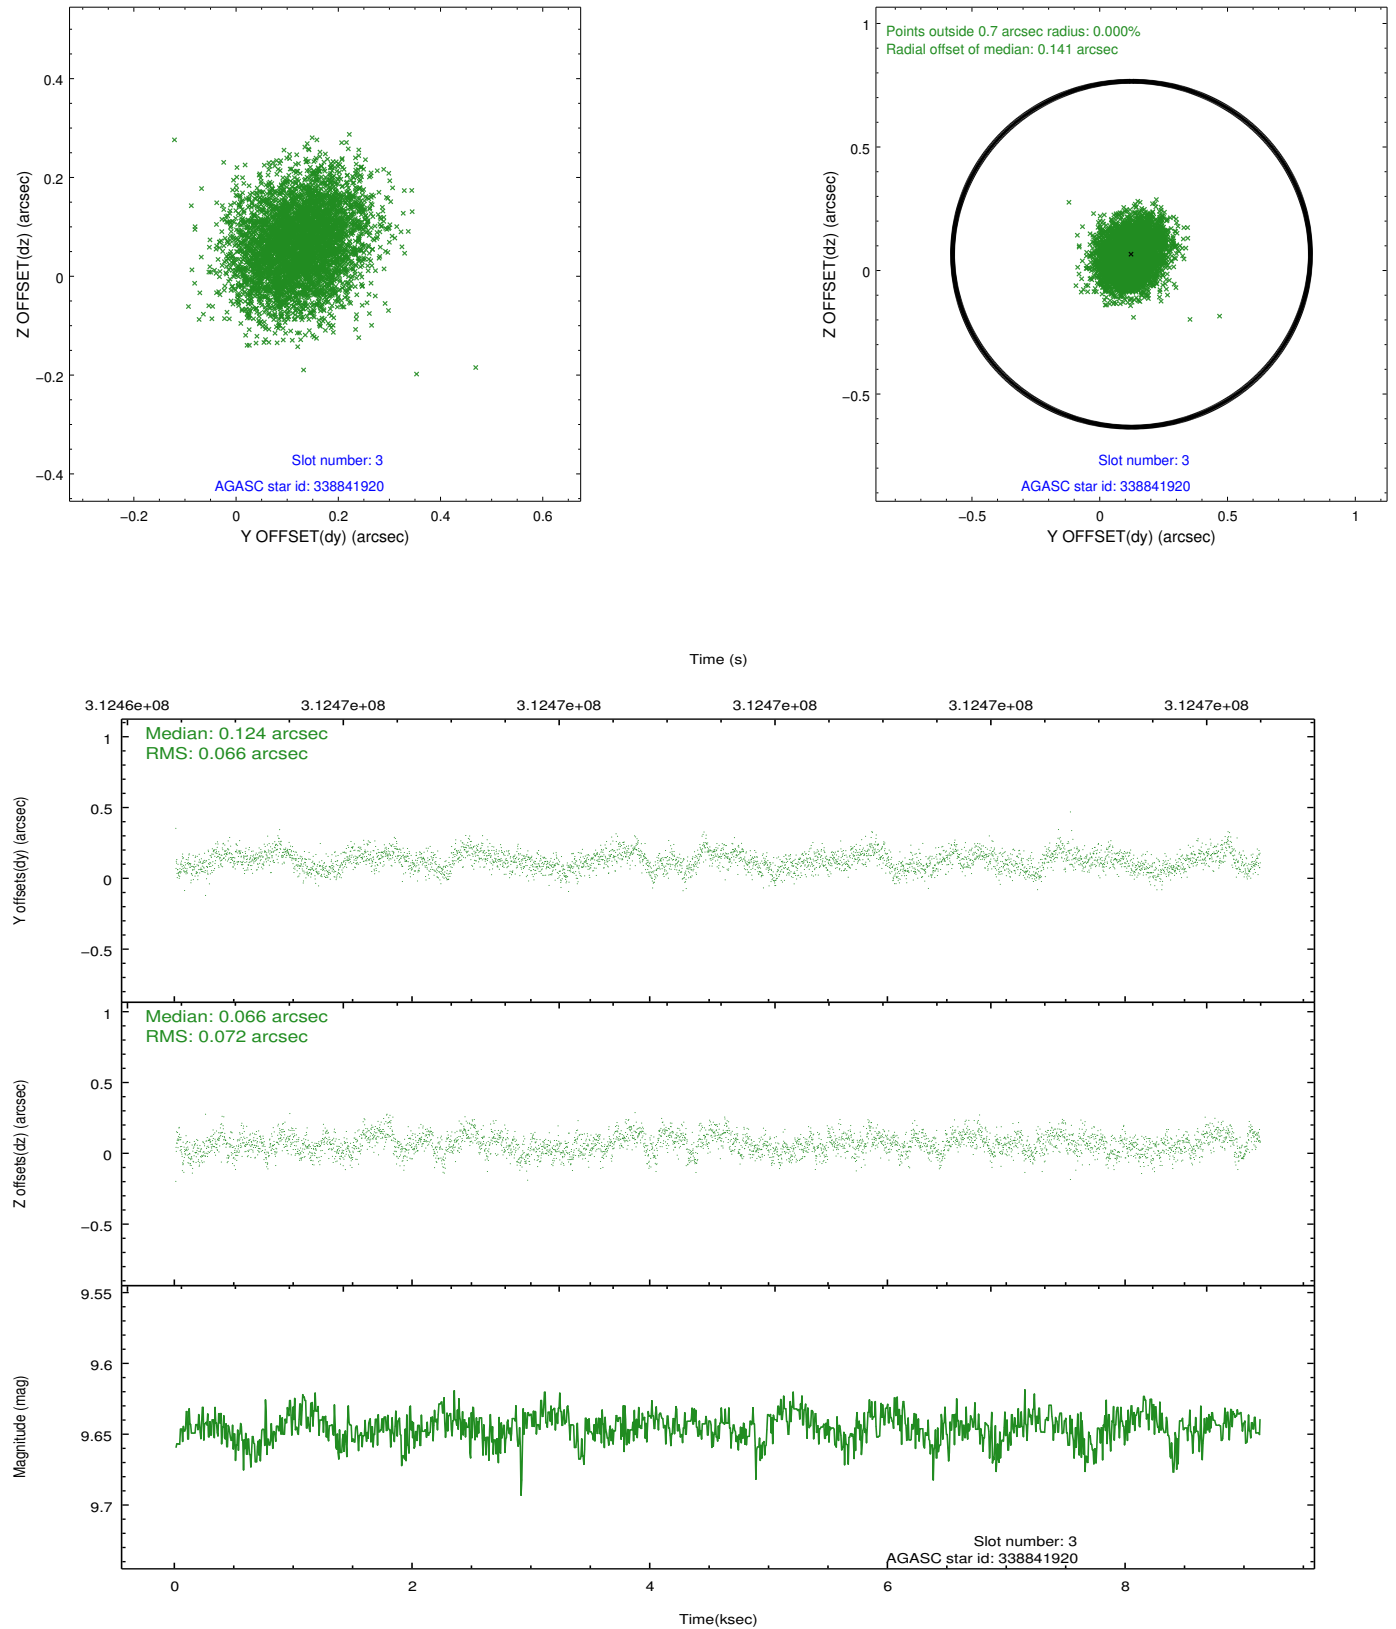 0.4
0.2
0
−0.2
−0.4
Z OFFSET(dz) (arcsec)
Slot number: 3
AGASC star id: 338841920
−0.2 0 0.2 0.4 0.6
Y OFFSET(dy) (arcsec)
1
0.5
0
−0.5
Z OFFSET(dz) (arcsec)
Points outside 0.7 arcsec radius: 0.000%
Radial offset of median: 0.141 arcsec
Slot number: 3
AGASC star id: 338841920
−0.5 0 0.5 1
Y OFFSET(dy) (arcsec)
Time (s)
3.1246e+08 3.1247e+08 3.1247e+08 3.1247e+08 3.1247e+08 3.1247e+08
Median: 0.124 arcsec
RMS: 0.066 arcsec
1
0.5
0
−0.5
Y offsets(dy) (arcsec)
Median: 0.066 arcsec
RMS: 0.072 arcsec
1
0.5
0
−0.5
Z offsets(dz) (arcsec)
9.55
9.6
9.65
9.7
Magnitude (mag)
Slot number: 3
AGASC star id: 338841920
0 2 4 6 8
Time(ksec)